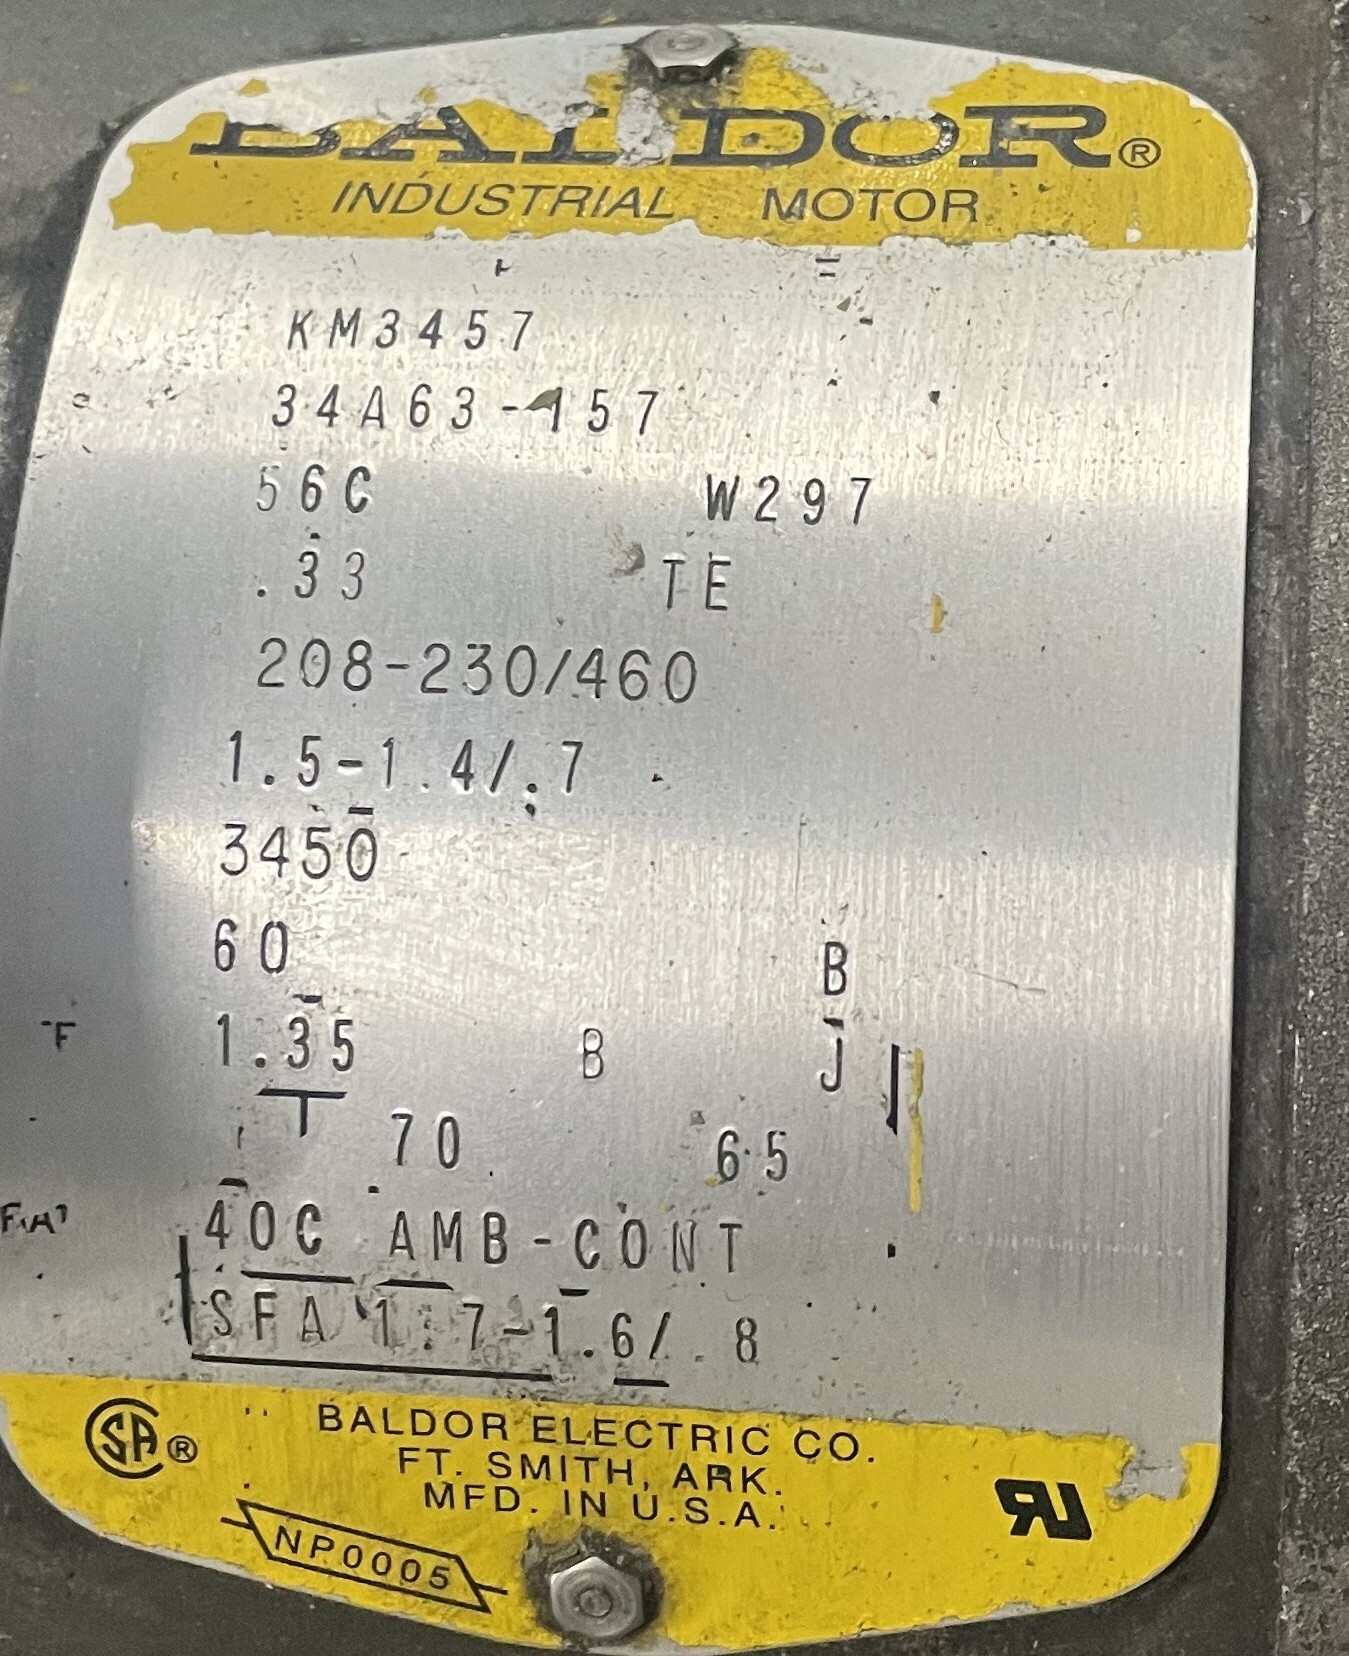 BALDOR®
INDUSTRIAL MOTOR
KM3457
34A63-157
56C W297
.33 TE
208-230/460
1.5-1.4/.7
3450
60 B
F 1.35 B J
70 65
40C AMB-CONT
SFA 1.7-1.6/.8
SA® BALDOR ELECTRIC CO.
FT. SMITH, ARK.
MFD. IN U.S.A.
NP0005